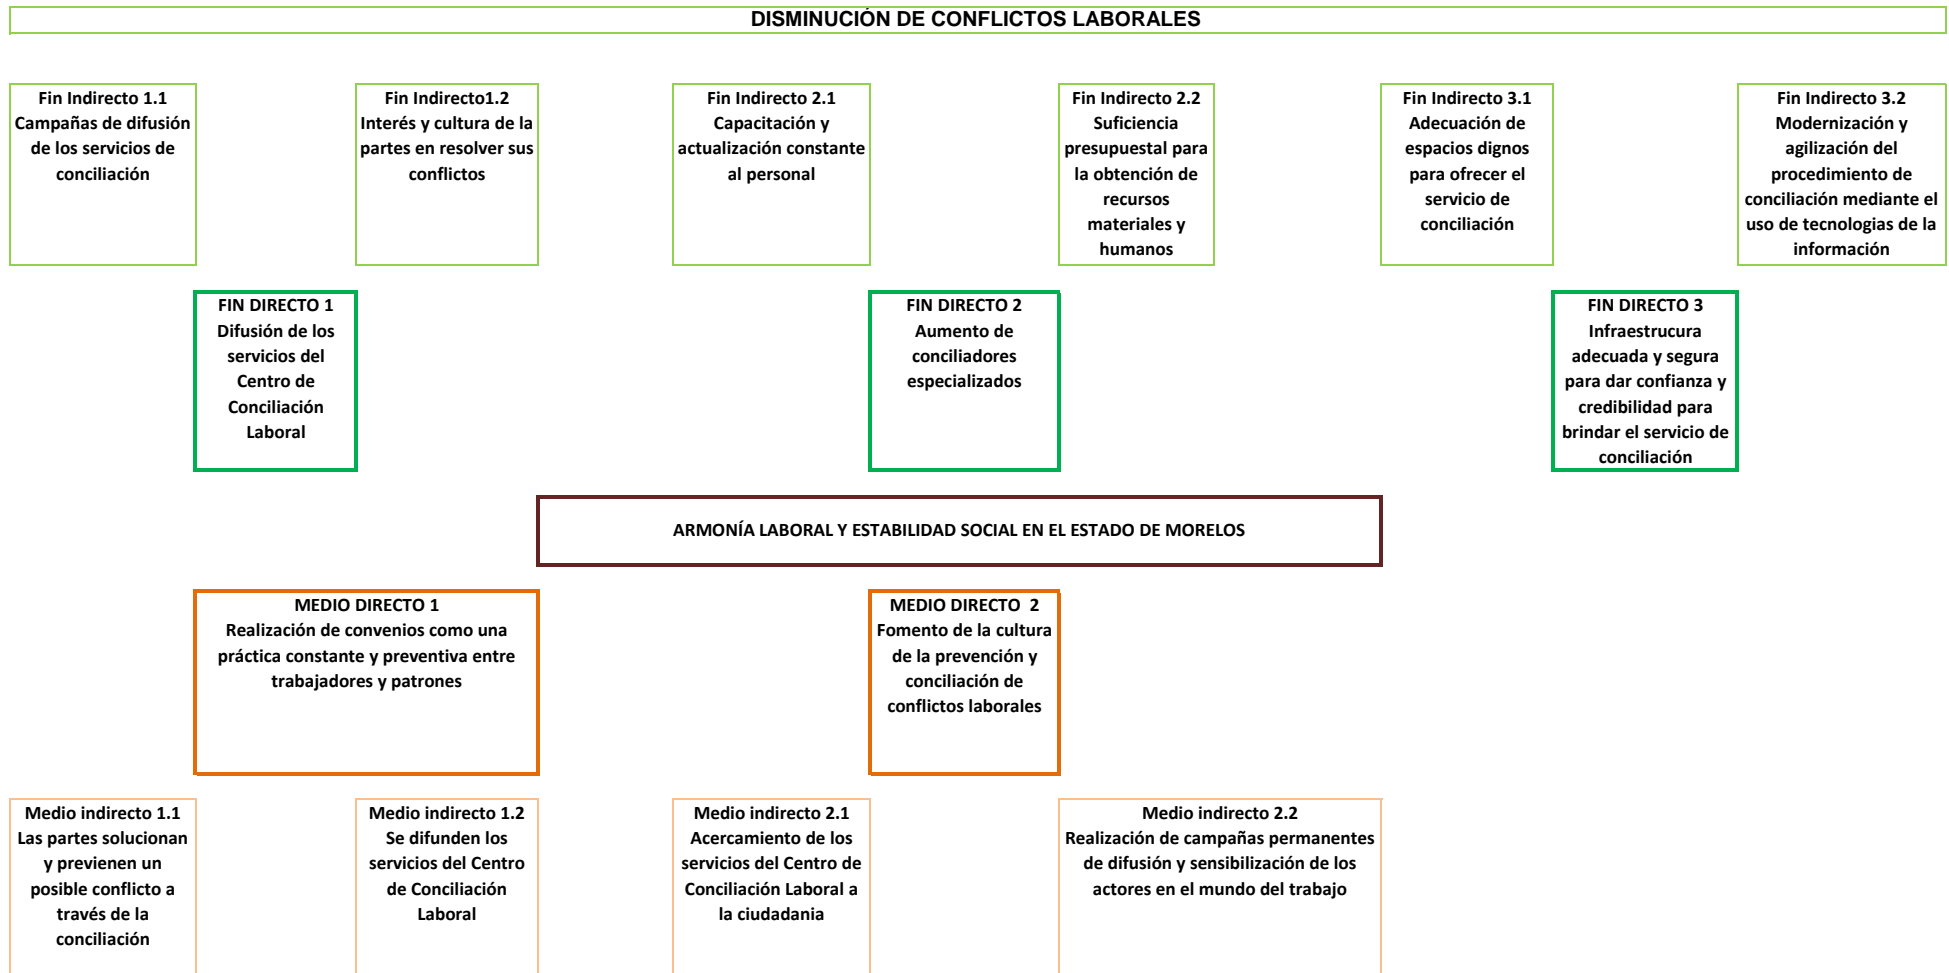 DISMINUCIÓN DE CONFLICTOS LABORALES
Fin Indirecto 1.1
Campañas de difusión
de los servicios de
conciliación
Fin Indirecto1.2
Interés y cultura de la
partes en resolver sus
conflictos
Fin Indirecto 2.1
Capacitación y
actualización constante
al personal
Fin Indirecto 2.2
Suficiencia
presupuestal para
la obtención de
recursos
materiales y
humanos
Fin Indirecto 3.1
Adecuación de
espacios dignos
para ofrecer el
servicio de
conciliación
Fin Indirecto 3.2
Modernización y
agilización del
procedimiento de
conciliación mediante el
uso de tecnologias de la
información
FIN DIRECTO 1
Difusión de los
servicios del
Centro de
Conciliación
Laboral
FIN DIRECTO 2
Aumento de
conciliadores
especializados
FIN DIRECTO 3
Infraestrucura
adecuada y segura
para dar confianza y
credibilidad para
brindar el servicio de
conciliación
ARMONÍA LABORAL Y ESTABILIDAD SOCIAL EN EL ESTADO DE MORELOS
MEDIO DIRECTO 1
Realización de convenios como una
práctica constante y preventiva entre
trabajadores y patrones
MEDIO DIRECTO  2
Fomento de la cultura
de la prevención y
conciliación de
conflictos laborales
Medio indirecto 1.1
Las partes solucionan
y previenen un
posible conflicto a
través de la
conciliación
Medio indirecto 1.2
Se difunden los
servicios del Centro
de Conciliación
Laboral
Medio indirecto 2.1
Acercamiento de los
servicios del Centro de
Conciliación Laboral a
la ciudadania
Medio indirecto 2.2
Realización de campañas permanentes
de difusión y sensibilización de los
actores en el mundo del trabajo